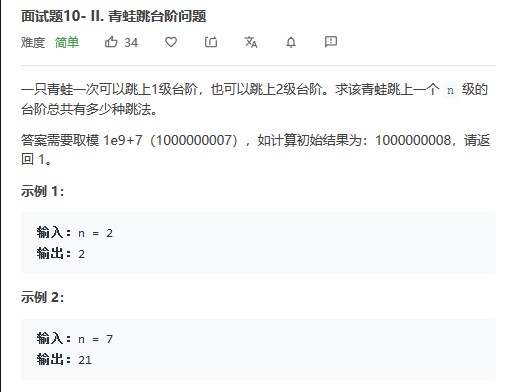 面试题10- II. 青蛙跳台阶问题
难度 简单 34
一只青蛙一次可以跳上1级台阶，也可以跳上2级台阶。求该青蛙跳上一个 n 级的
台阶总共有多少种跳法。
答案需要取模 1e9+7（1000000007），如计算初始结果为：1000000008，请返
回 1。
示例 1：
输入：n = 2
输出：2
示例 2：
输入：n = 7
输出：21